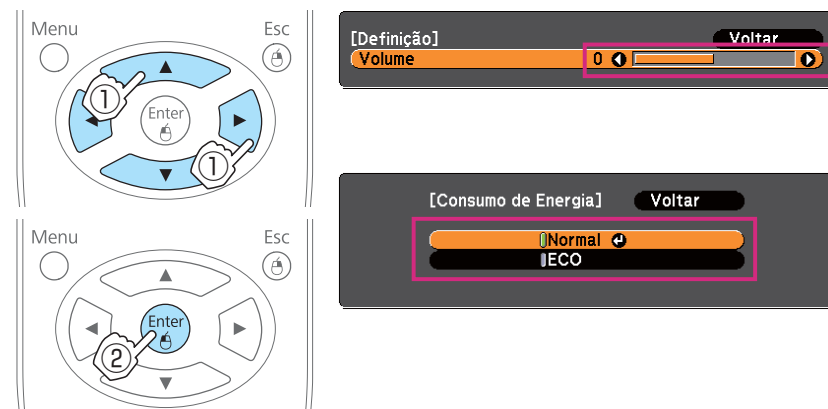 Menu
Esc
Enter
①
①
[Definição]
Voltar
Volume
0
[Consumo de Energia]
Voltar
Normal
ECO
Menu
Esc
Enter
②